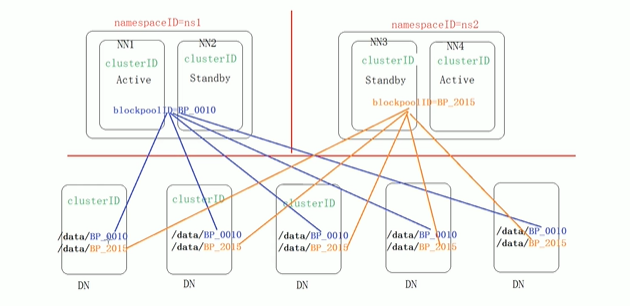 namespaceID=ns1
namespaceID=ns2
NN1
NN2
NN3
NN4
clusterID
clusterID
clusterID
clusterID
Active
Standby
Standby
Active
blockpoolID=BP_0010
blockpoolID=BP_2015
clusterID
clusterID
clusterID
/data/BP_0010
/data/BP_2015
/data/BP_0010
/data/BP_2015
/data/BP_0010
/data/BP_2015
/data/BP_0010
/data/BP_2015
/data/BP_0010
/data/BP_2015
DN
DN
DN
DN
DN